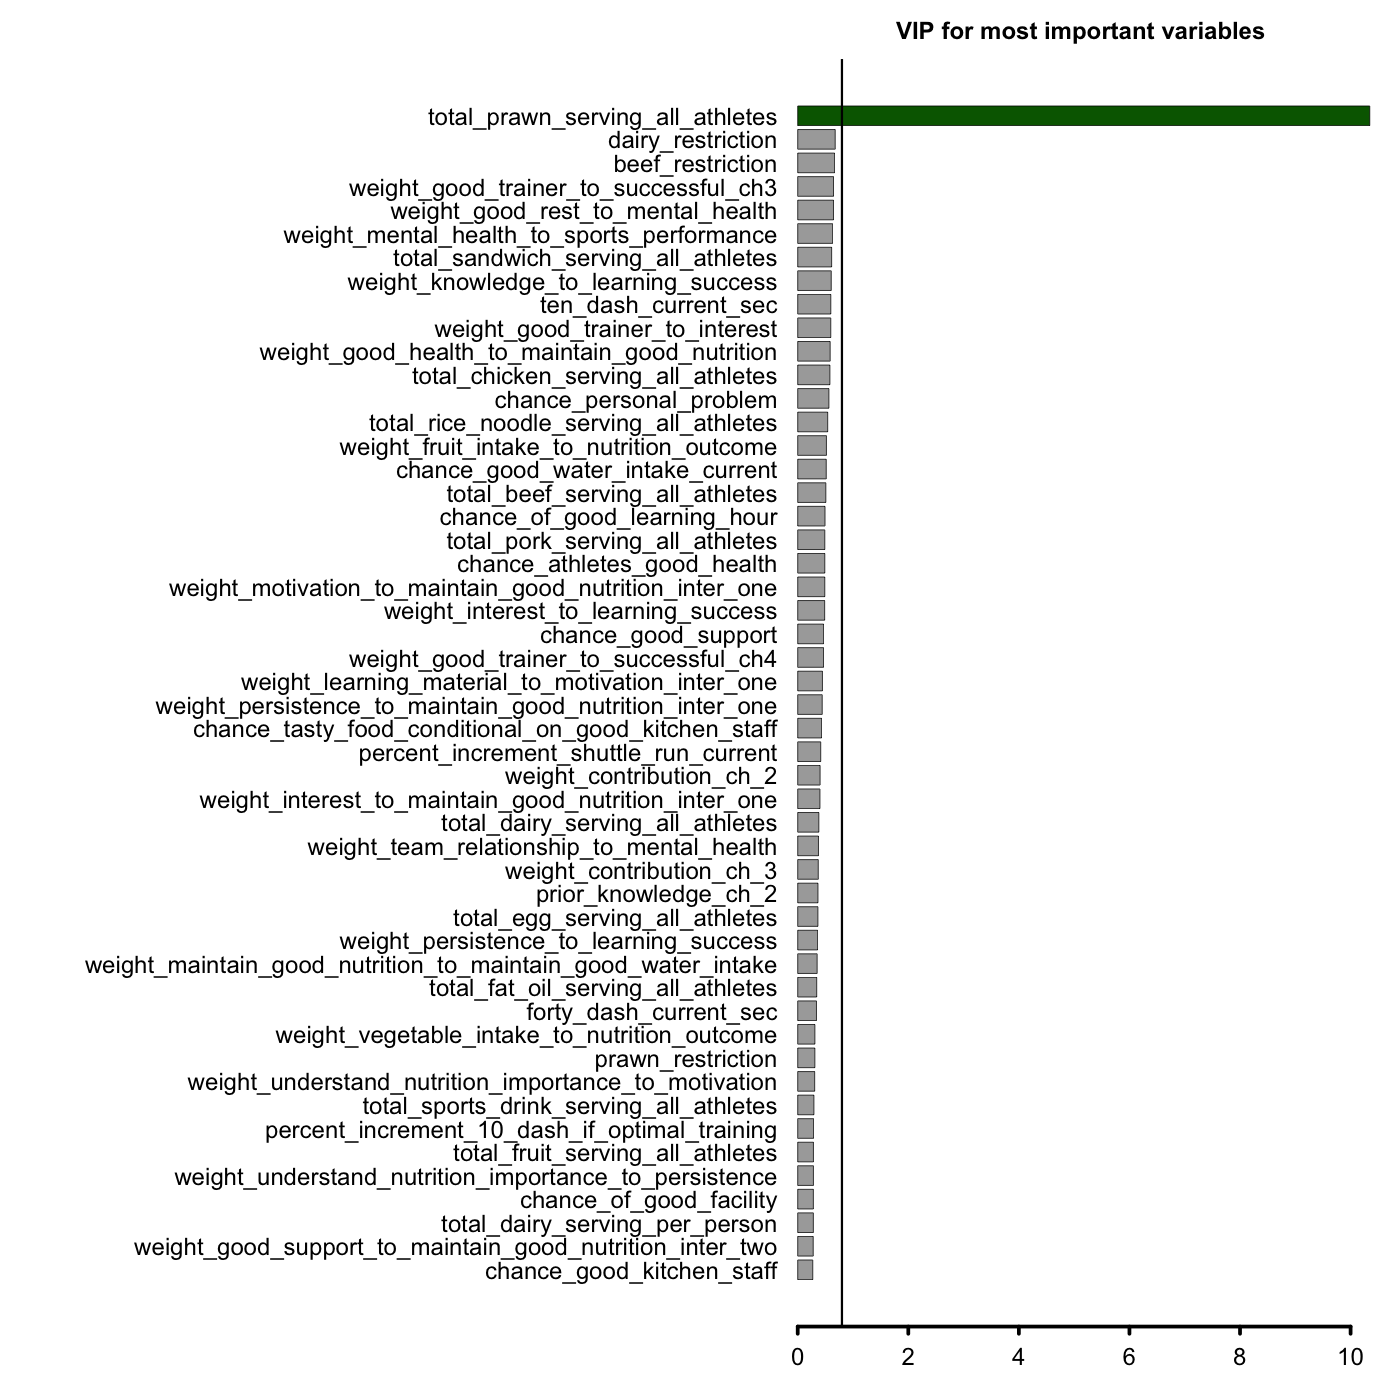 VIP for most important variables
total_prawn_serving_all_athletes
dairy_restriction
beef_restriction
weight_good_trainer_to_successful_ch3
weight_good_rest_to_mental_health
weight_mental_health_to_sports_performance
total_sandwich_serving_all_athletes
weight_knowledge_to_learning_success
ten_dash_current_sec
weight_good_trainer_to_interest
weight_good_health_to_maintain_good_nutrition
total_chicken_serving_all_athletes
chance_personal_problem
total_rice_noodle_serving_all_athletes
weight_fruit_intake_to_nutrition_outcome
chance_good_water_intake_current
total_beef_serving_all_athletes
chance_of_good_learning_hour
total_pork_serving_all_athletes
chance_athletes_good_health
weight_motivation_to_maintain_good_nutrition_inter_one
weight_interest_to_learning_success
chance_good_support
weight_good_trainer_to_successful_ch4
weight_learning_material_to_motivation_inter_one
weight_persistence_to_maintain_good_nutrition_inter_one
chance_tasty_food_conditional_on_good_kitchen_staff
percent_increment_shuttle_run_current
weight_contribution_ch_2
weight_interest_to_maintain_good_nutrition_inter_one
total_dairy_serving_all_athletes
weight_team_relationship_to_mental_health
weight_contribution_ch_3
prior_knowledge_ch_2
total_egg_serving_all_athletes
weight_persistence_to_learning_success
weight_maintain_good_nutrition_to_maintain_good_water_intake
total_fat_oil_serving_all_athletes
forty_dash_current_sec
weight_vegetable_intake_to_nutrition_outcome
prawn_restriction
weight_understand_nutrition_importance_to_motivation
total_sports_drink_serving_all_athletes
percent_increment_10_dash_if_optimal_training
total_fruit_serving_all_athletes
weight_understand_nutrition_importance_to_persistence
chance_of_good_facility
total_dairy_serving_per_person
weight_good_support_to_maintain_good_nutrition_inter_two
chance_good_kitchen_staff
0 2 4 6 8 10